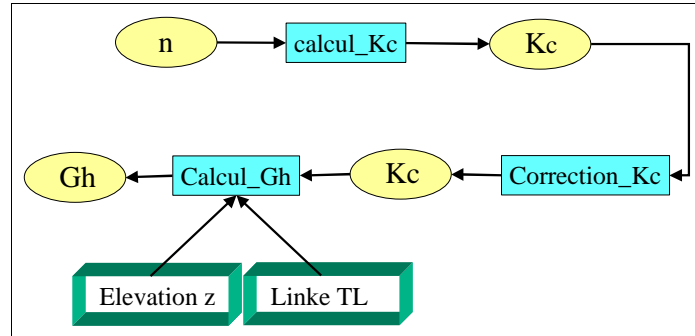 n
calcul_Kc
Kc
Gh
Calcul_Gh
Kc
Correction_Kc
Elevation z
Linke TL